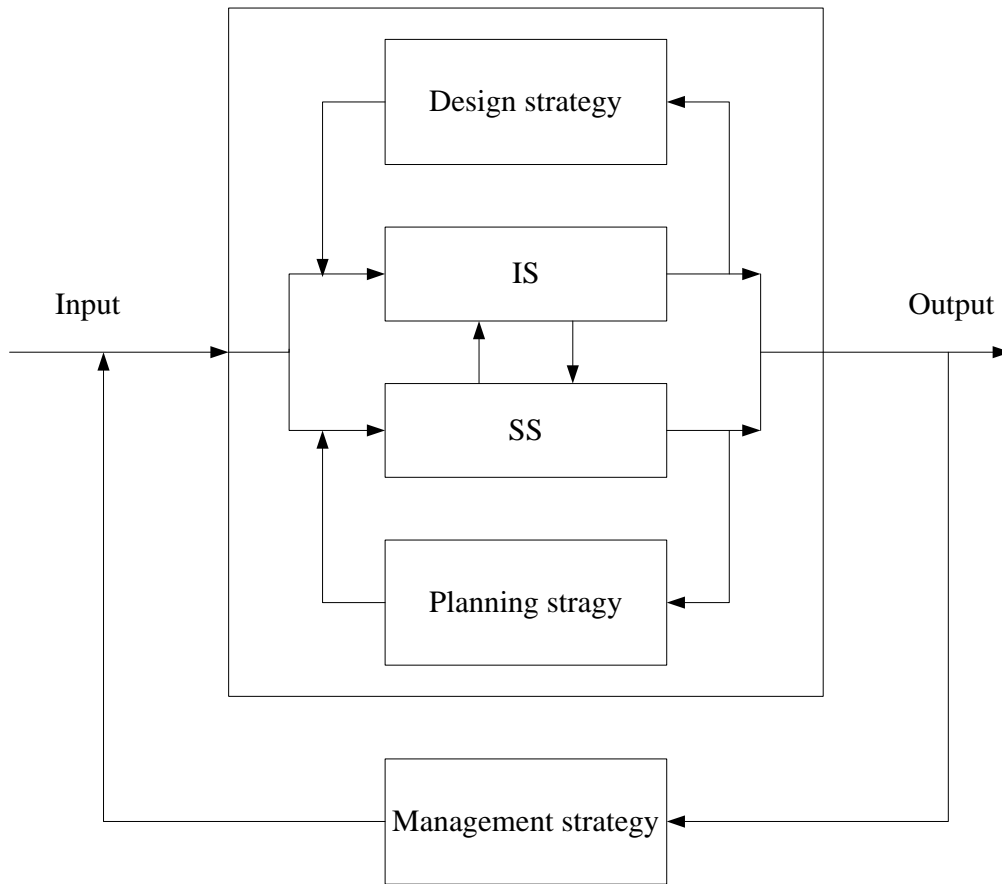 Design strategy
IS
Input
Output
SS
Planning stragy
Management strategy